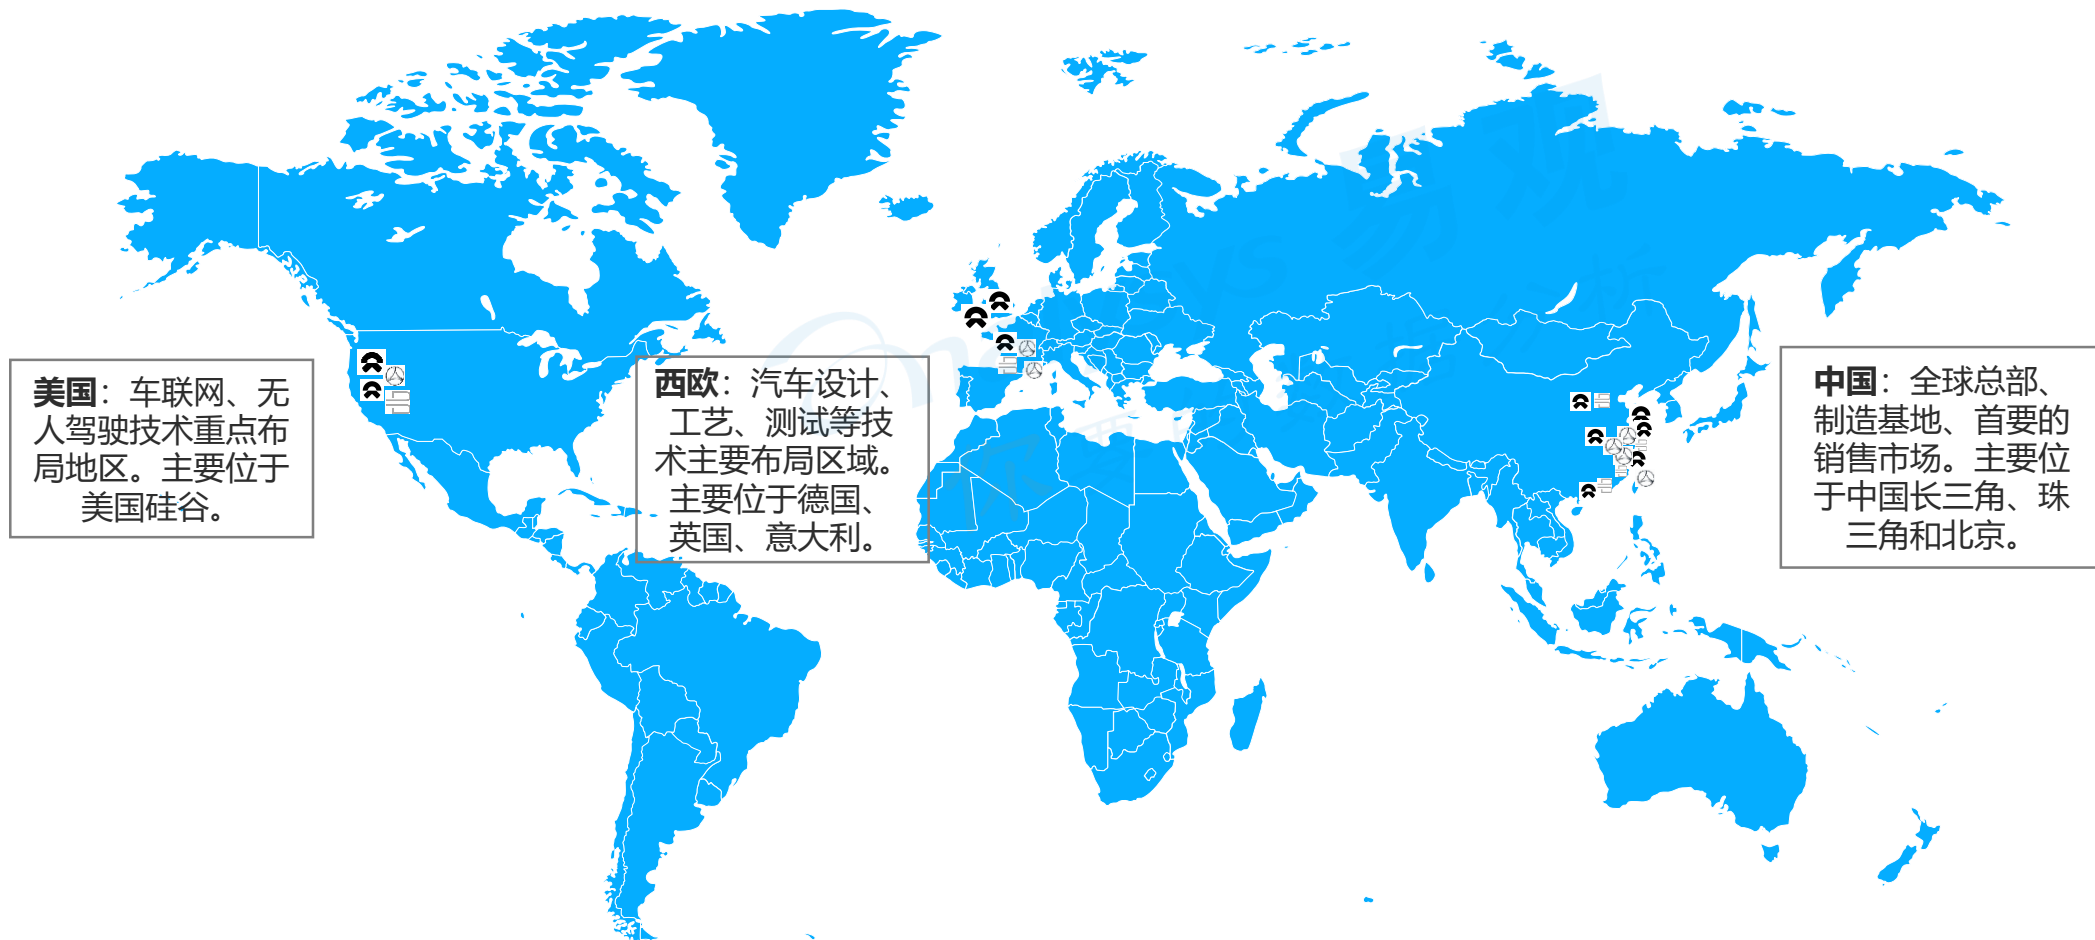 美国：车联网、无
人驾驶技术重点布
局地区。主要位于
美国硅谷。
西欧：汽车设计、
工艺、测试等技
术主要布局区域。
主要位于德国、
英国、意大利。
中国：全球总部、
制造基地、首要的
销售市场。主要位
于中国长三角、珠
三角和北京。
易观